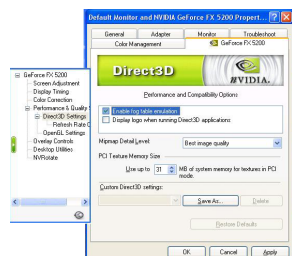 Default Monitor and NVIDIA GeForce FX 5200 Propert...
General
Adapter
Monitor
Troubleshoot
Color Management
GeForce FX 5200
GeForce FX 5200
Screen Adjustment
Display Timing
Color Correction
Performance & Quality S
Direct3D Settings
Refresh Rate O
OpenGL Settings
Overlay Controls
Desktop Utilities
NVRotate
Direct3D
NVIDIA.
Performance and Compatibility Options
Enable fog table emulation
Display logo when running Direct3D applications
Mipmap Detail Level:
Best image quality
PCI Texture Memory Size
Use up to
31
MB of system memory for textures in PCI mode.
Custom Direct3D settings:
Save As...
Delete
Restore Defaults
OK
Cancel
Apply